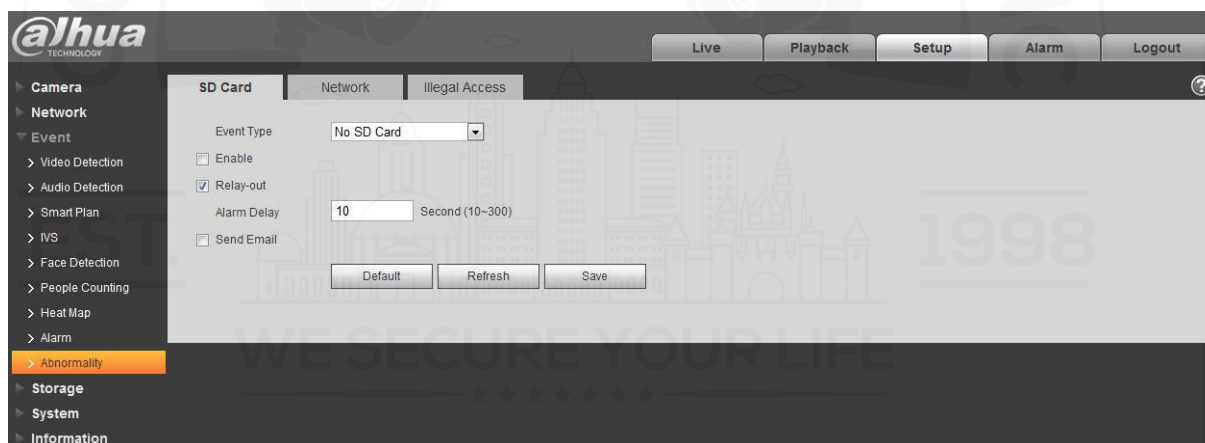 alhua
TECHNOLOGY
Live
Playback
Setup
Alarm
Logout
Camera
Network
Event
Video Detection
Audio Detection
Smart Plan
IVS
Face Detection
People Counting
Heat Map
Alarm
Abnormality
Storage
System
Information
SD Card
Network
Illegal Access
?
Event Type
No SD Card
Enable
Relay-out
Alarm Delay
10
Second (10~300)
Send Email
Default
Refresh
Save
EST.
1998
WE SECURE YOUR LIFE